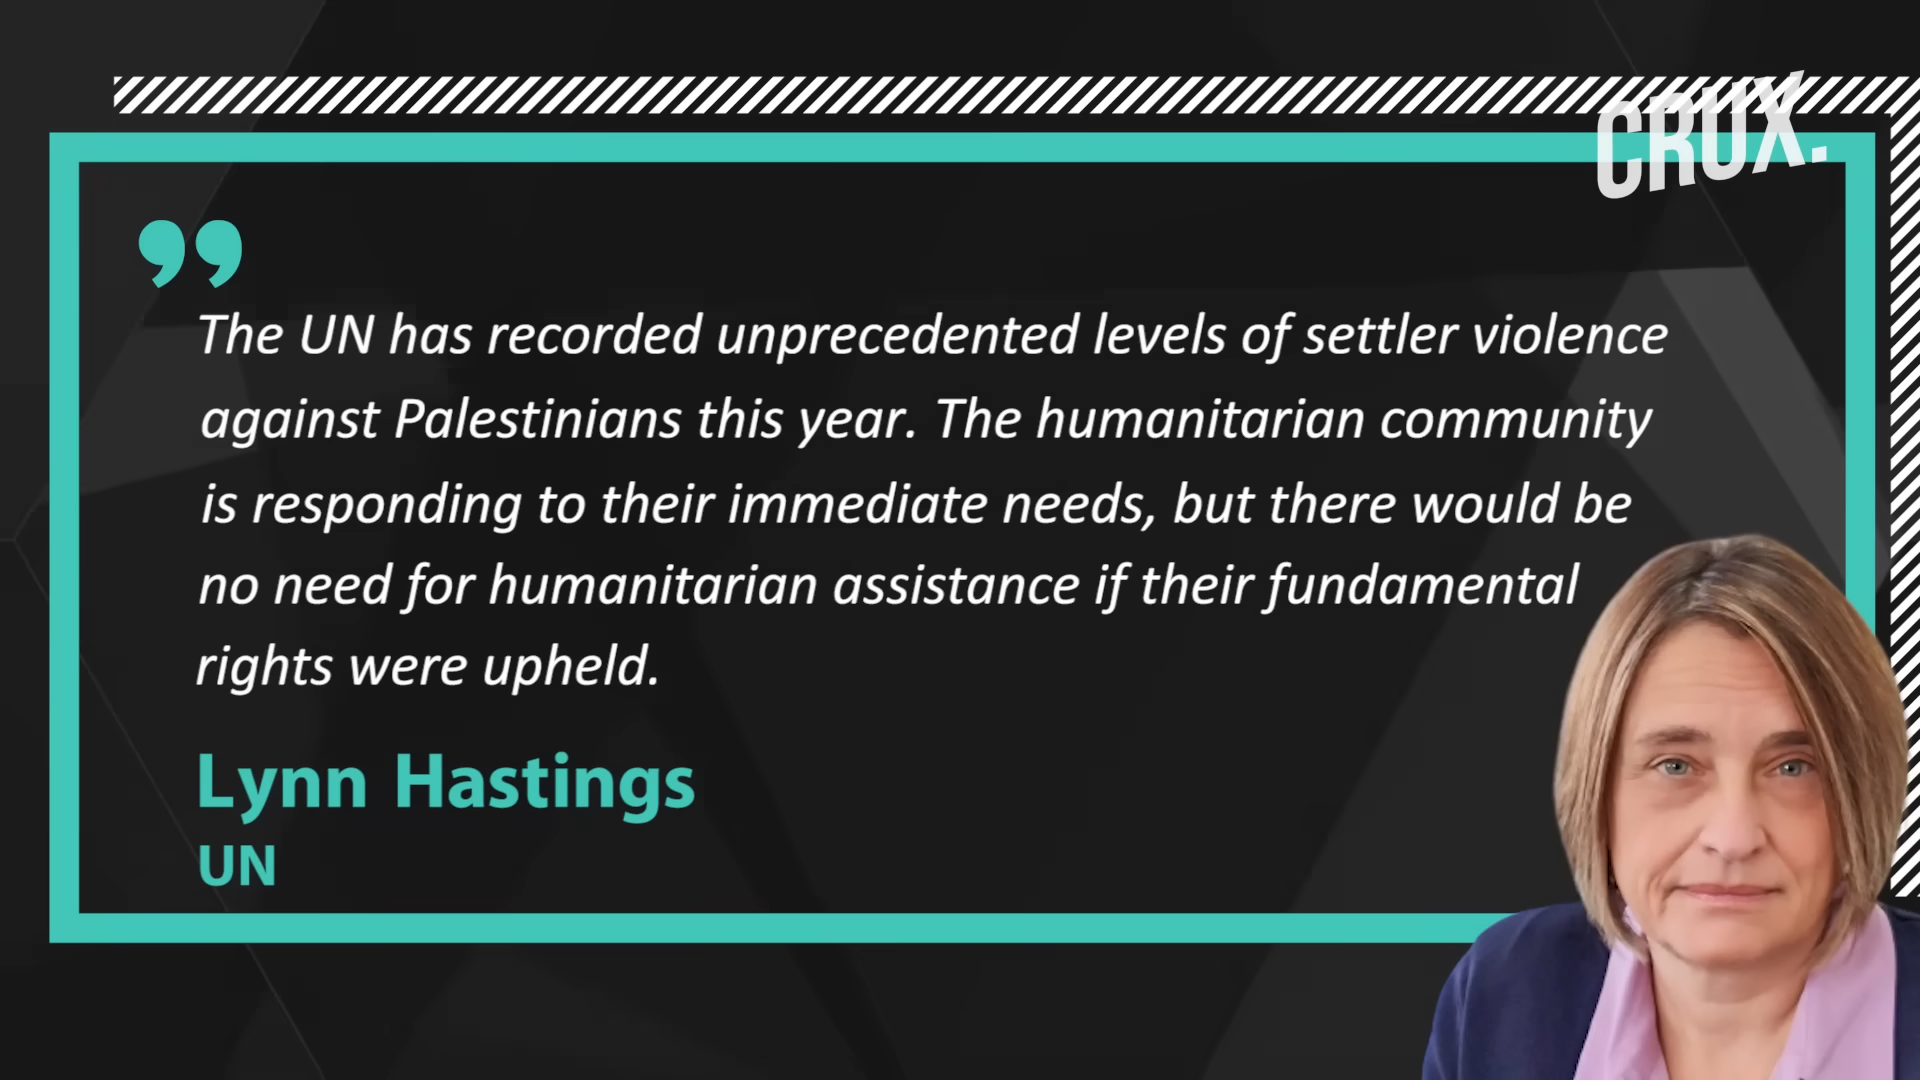 CRUX.
”
The UN has recorded unprecedented levels of settler violence
against Palestinians this year. The humanitarian community
is responding to their immediate needs, but there would be
no need for humanitarian assistance if their fundamental
rights were upheld.
Lynn Hastings
UN